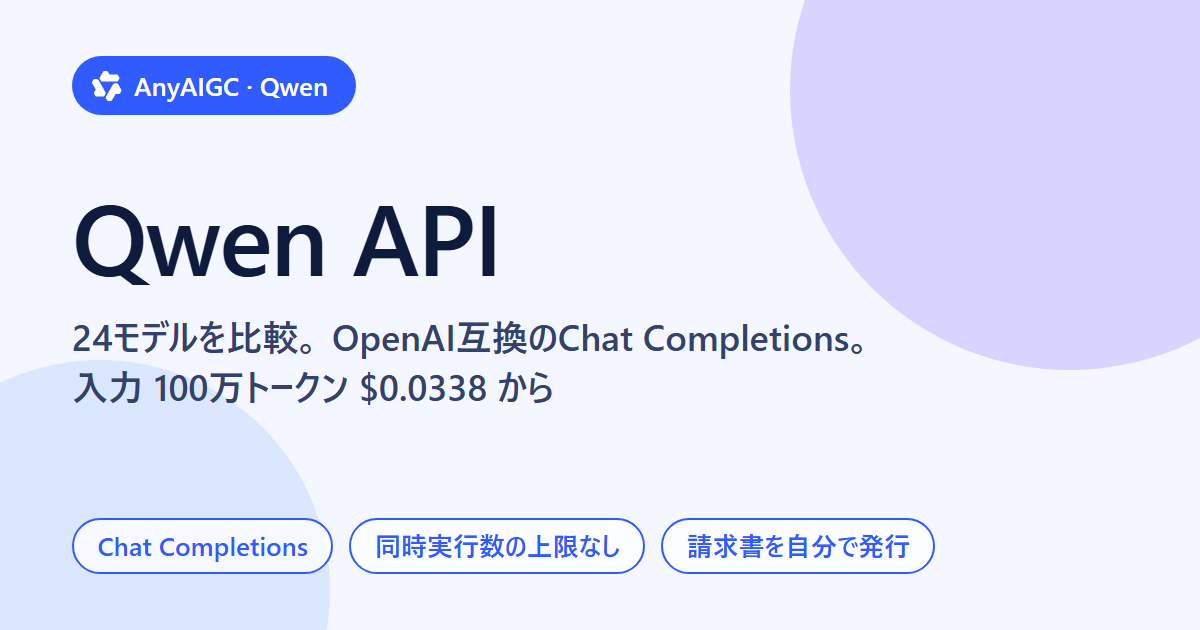 AnyAIGC · Qwen
Qwen API
24モデルを比較。OpenAI互換のChat Completions。
入力 100万トークン $0.0338 から
Chat Completions
同時実行数の上限なし
請求書を自分で発行